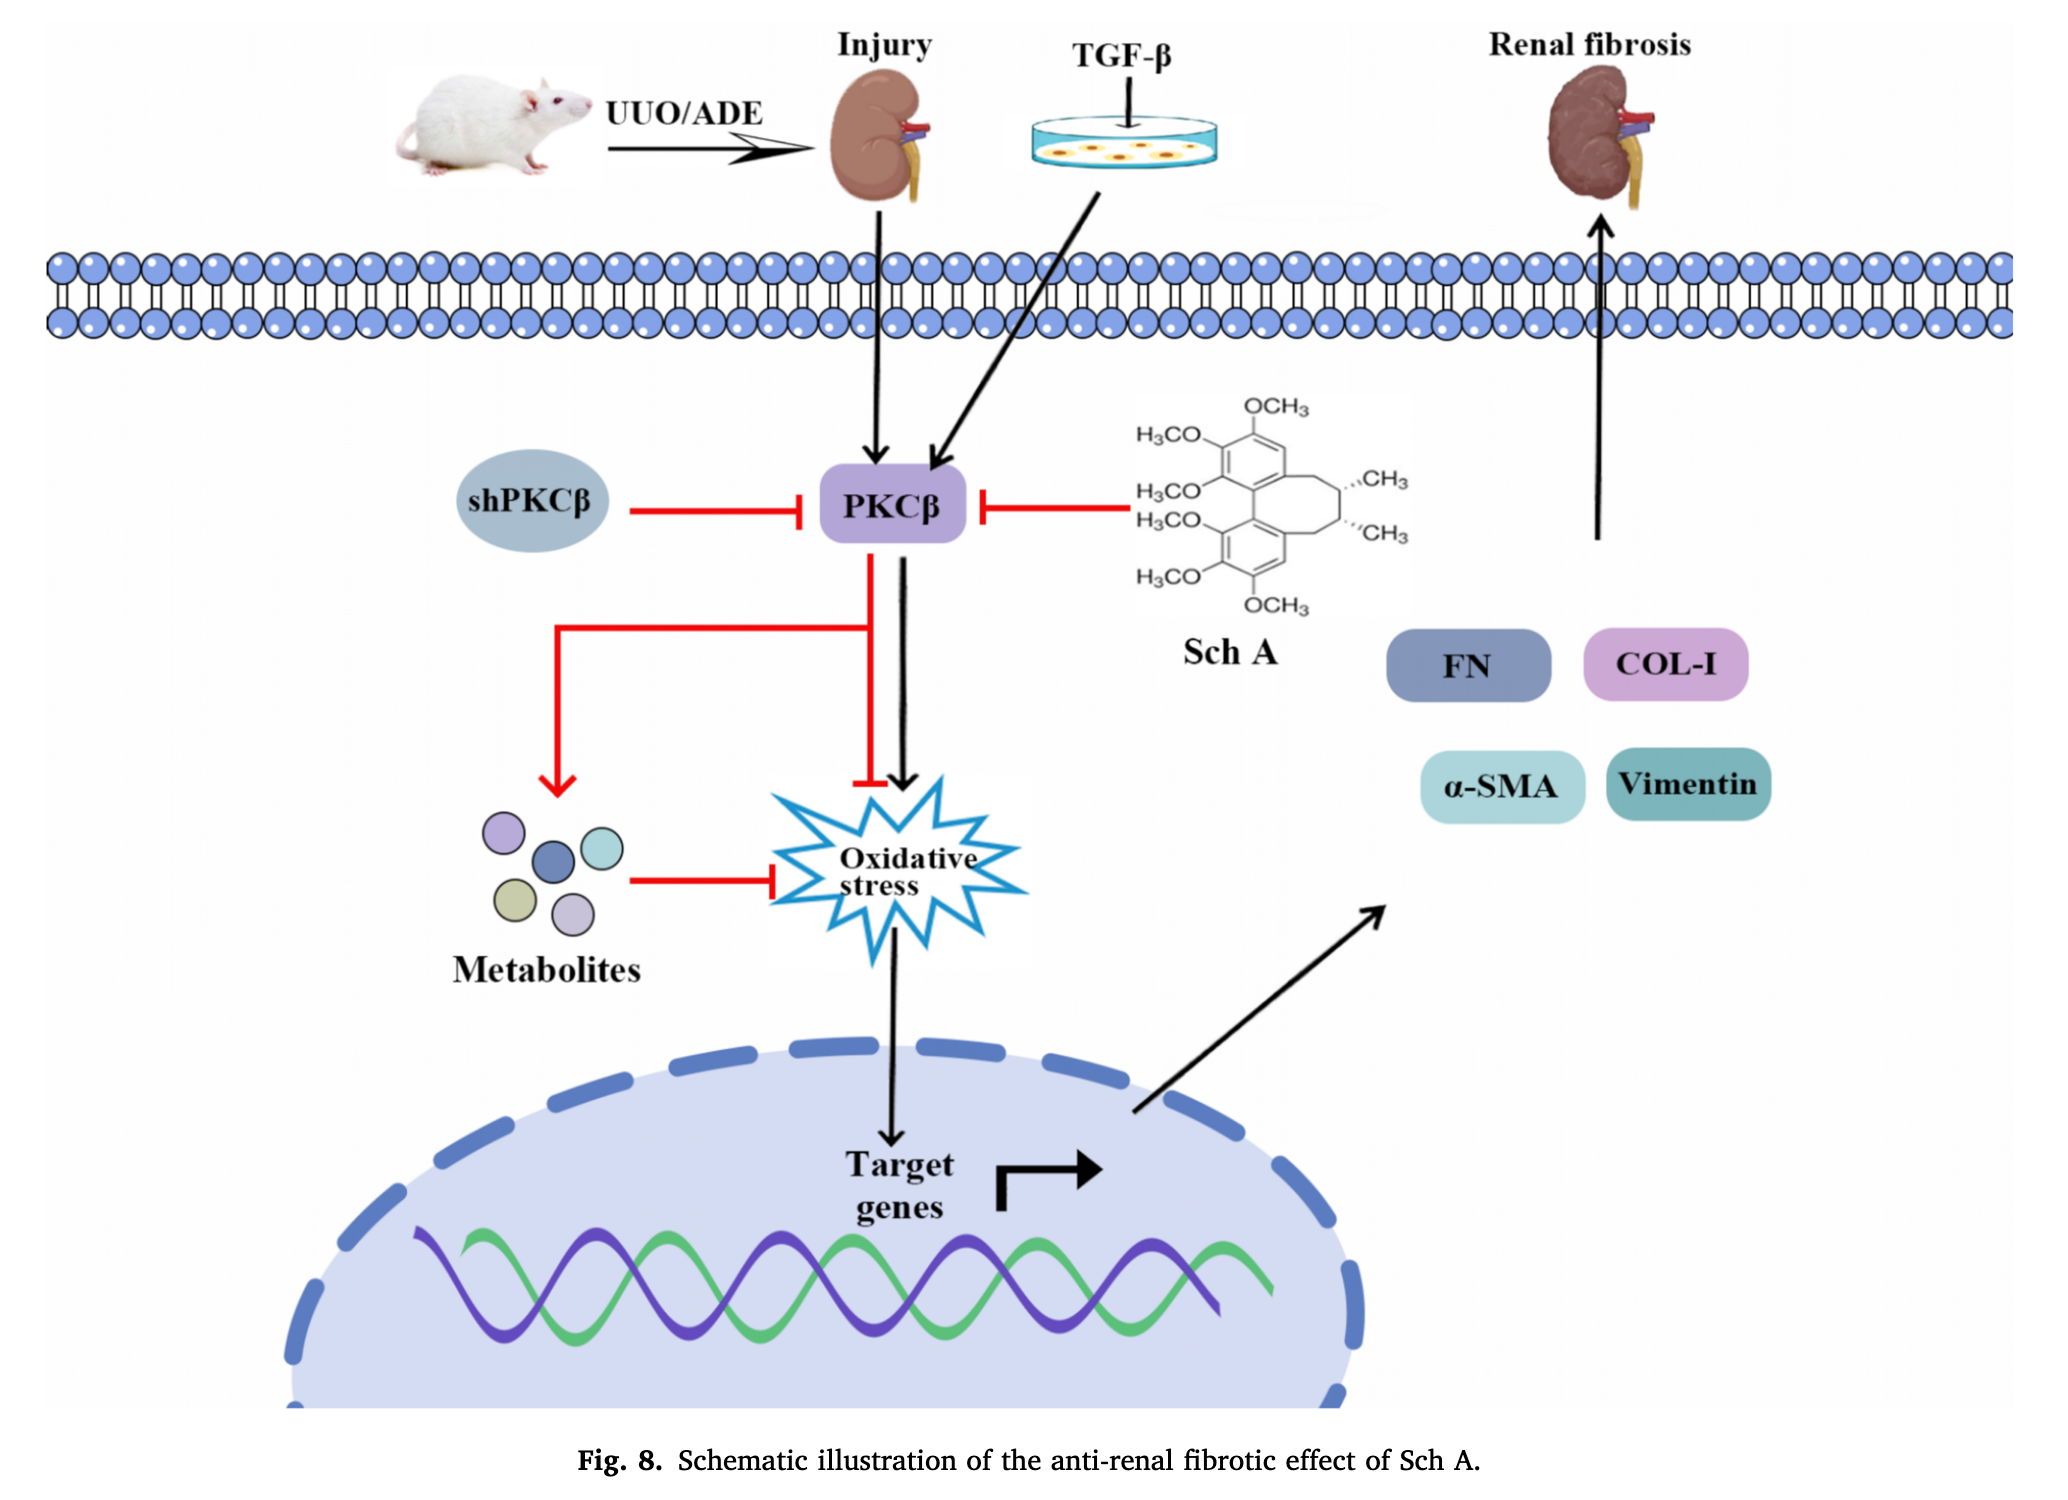 Injury
TGF-β
Renal fibrosis
UUO/ADE
OCH₃
H₃CO
H₃CO
CH₃
shPKCβ
PKCβ
H₃CO
CH₃
H₃CO
OCH₃
Sch A
FN
COL-I
α-SMA
Vimentin
Oxidative
stress
Metabolites
Target
genes
Fig. 8. Schematic illustration of the anti-renal fibrotic effect of Sch A.